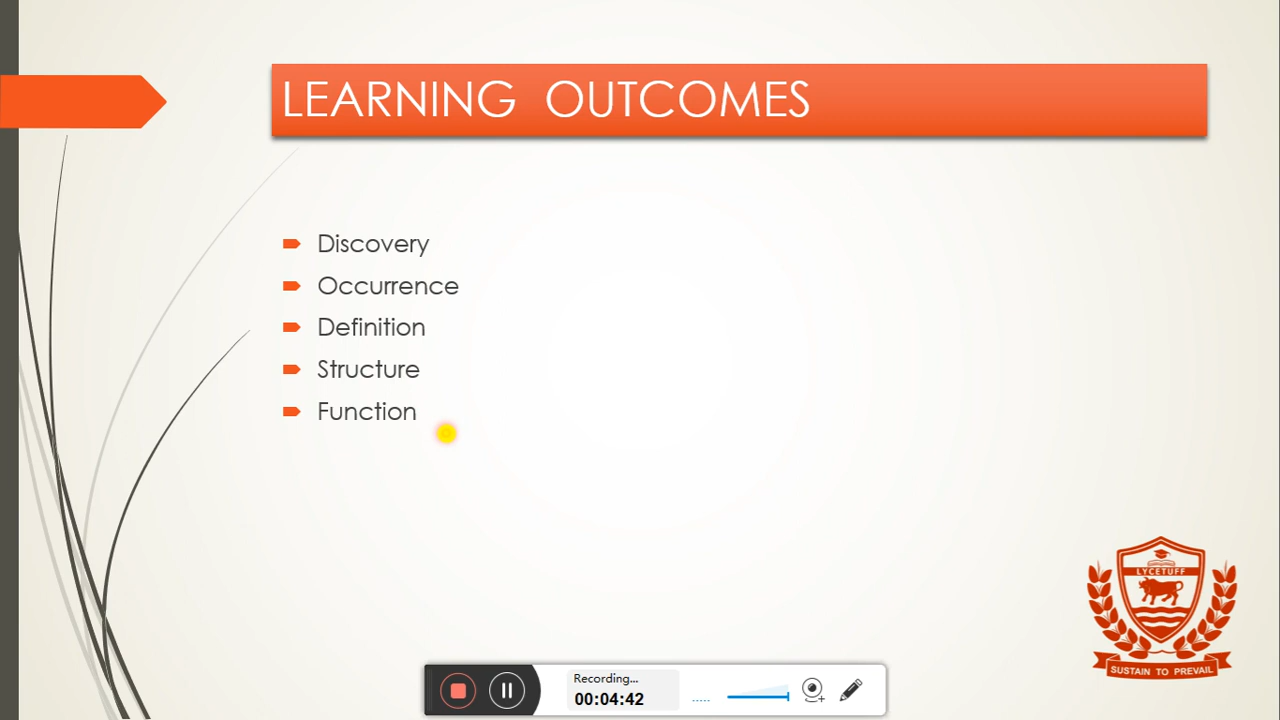 LEARNING OUTCOMES
Discovery
Occurrence
Definition
Structure
Function
LYCETUFF
SUSTAIN TO PREVAIL
Recording...
00:04:42